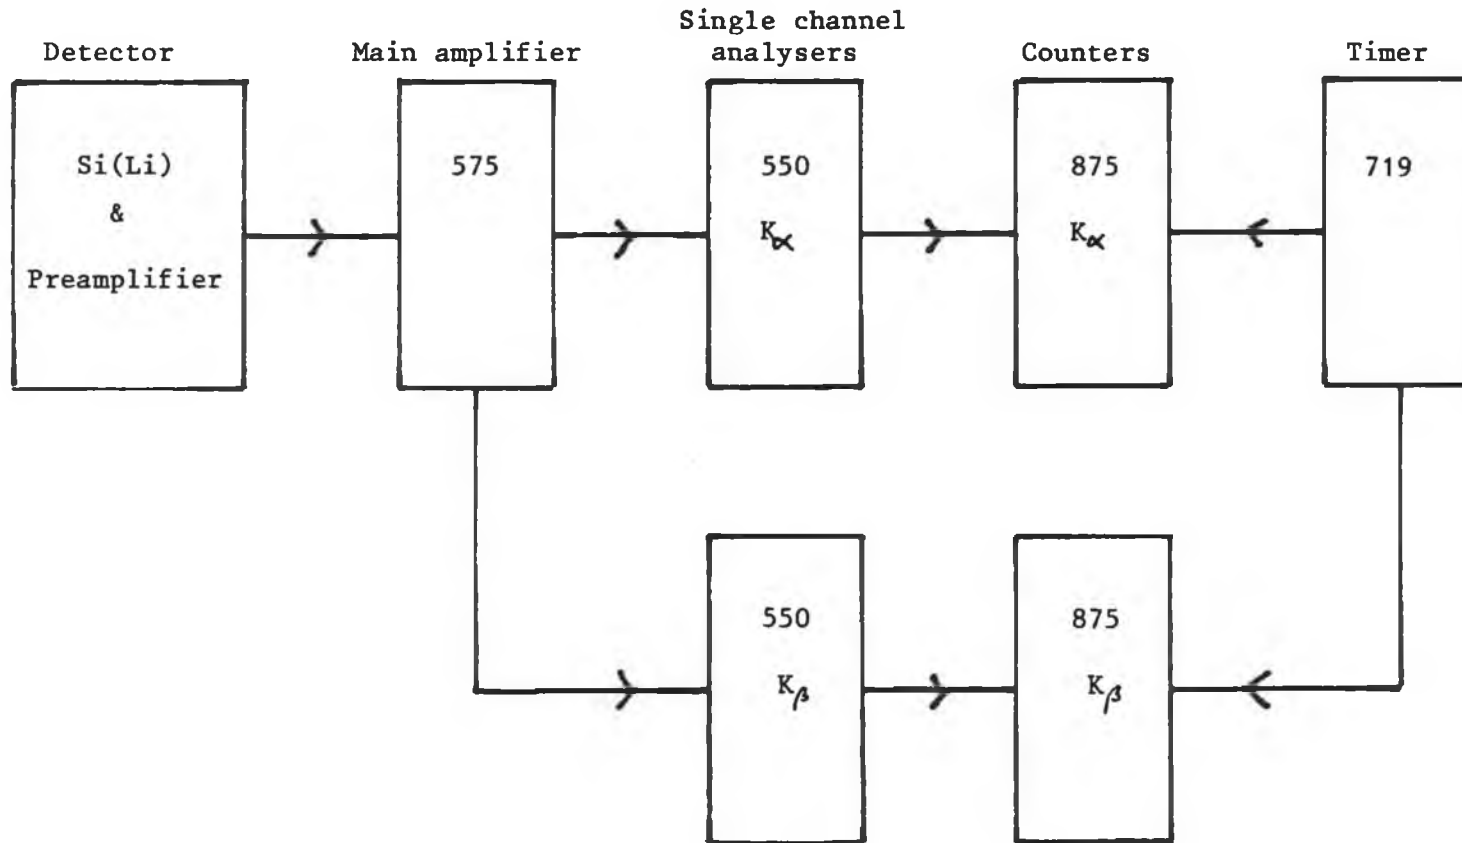 Single channel
analysers
Detector
Main amplifier
Counters
Timer
Si(Li)
&
Preamplifier
575
550
Kα
875
Kα
719
550
Kβ
875
Kβ